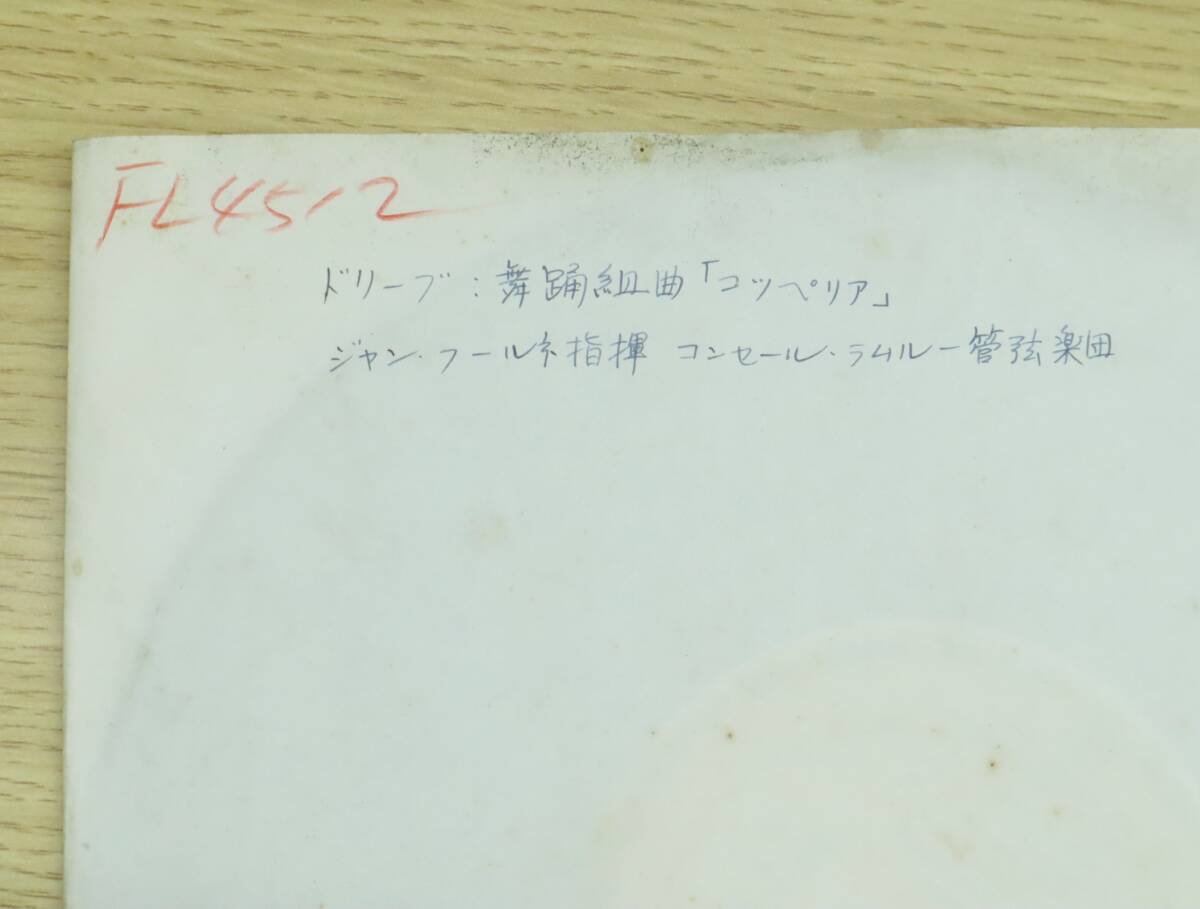 FL4512
ドリーブ:舞踊組曲「コッペリア」
ジャン・フールネ指揮 コンセール・ラムルー管弦楽団